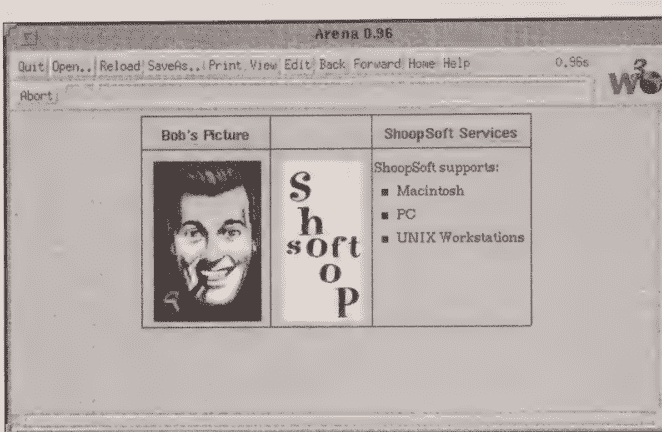 Arena 0.96
Quit Open.. Reload SaveAs.. Print View Edit Back Forward Home Help 0.96s
W3
Abort
Bob's Picture ShoopSoft Services
ShoopSoft supports:
Macintosh
PC
UNIX Workstations
S
h
soft
o
P